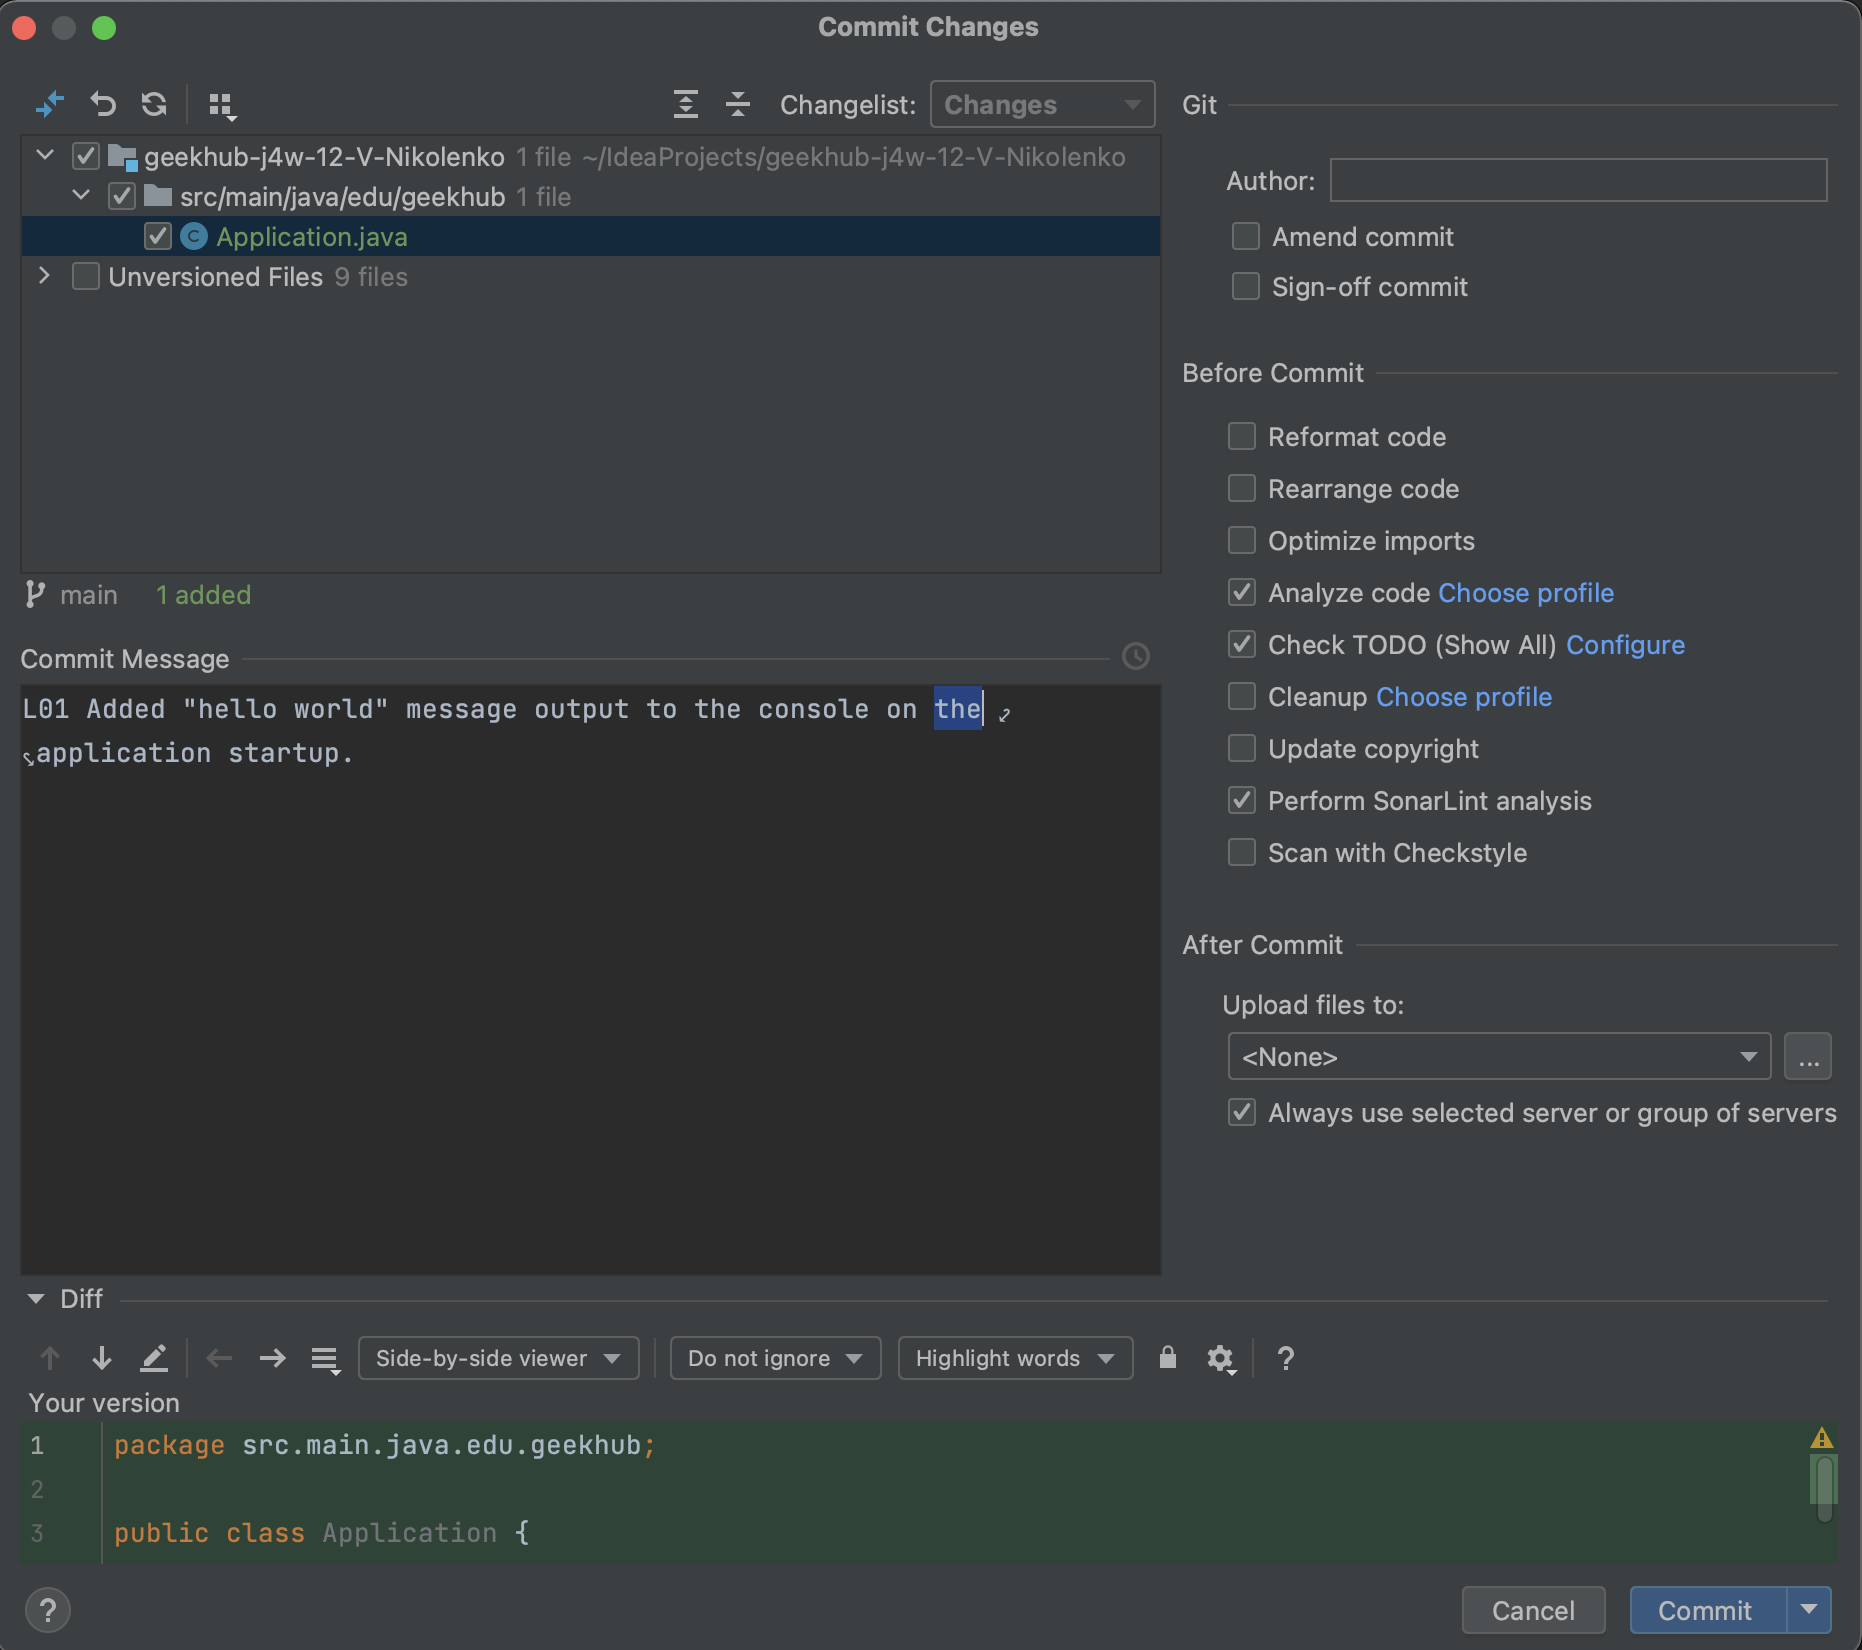 Commit Changes
Changelist: Changes
geekhub-j4w-12-V-Nikolenko 1 file ~/IdeaProjects/geekhub-j4w-12-V-Nikolenko
src/main/java/edu/geekhub 1 file
C Application.java
Unversioned Files 9 files
main 1 added
Commit Message
L01 Added "hello world" message output to the console on the
application startup.
Git
Author:
Amend commit
Sign-off commit
Before Commit
Reformat code
Rearrange code
Optimize imports
Analyze code Choose profile
Check TODO (Show All) Configure
Cleanup Choose profile
Update copyright
Perform SonarLint analysis
Scan with Checkstyle
After Commit
Upload files to:
<None> ...
Always use selected server or group of servers
Diff
Side-by-side viewer Do not ignore Highlight words ?
Your version
1 package src.main.java.edu.geekhub;
2
3 public class Application {
? Cancel Commit